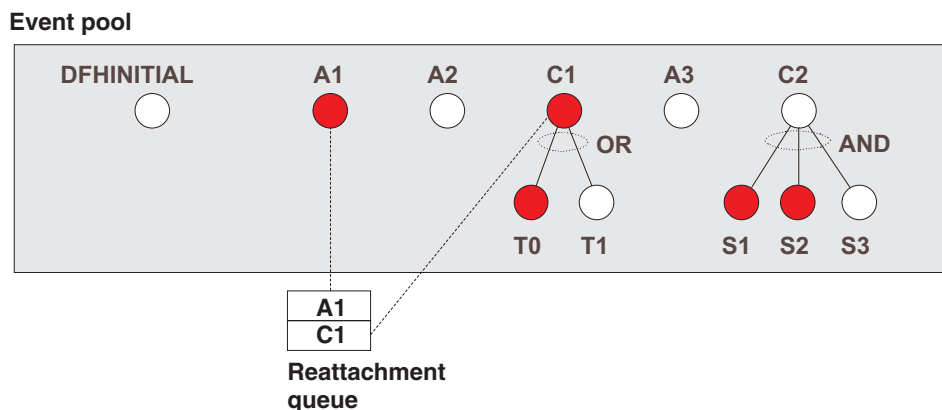 Event pool
DFHINITIAL A1 A2 C1 A3 C2
OR AND
T0 T1 S1 S2 S3
A1
C1
Reattachment
queue